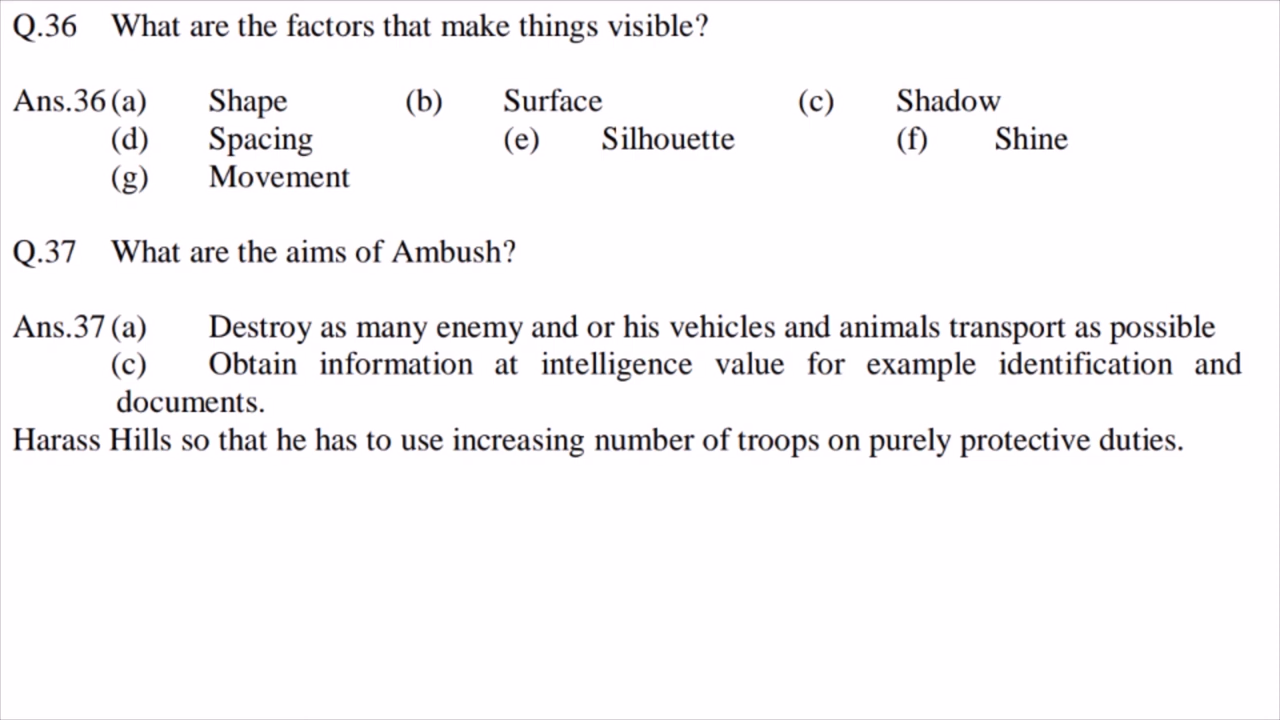 Q.36 What are the factors that make things visible?
Ans.36 (a) Shape (b) Surface (c) Shadow
(d) Spacing (e) Silhouette (f) Shine
(g) Movement
Q.37 What are the aims of Ambush?
Ans.37 (a) Destroy as many enemy and or his vehicles and animals transport as possible
(c) Obtain information at intelligence value for example identification and
documents.
Harass Hills so that he has to use increasing number of troops on purely protective duties.